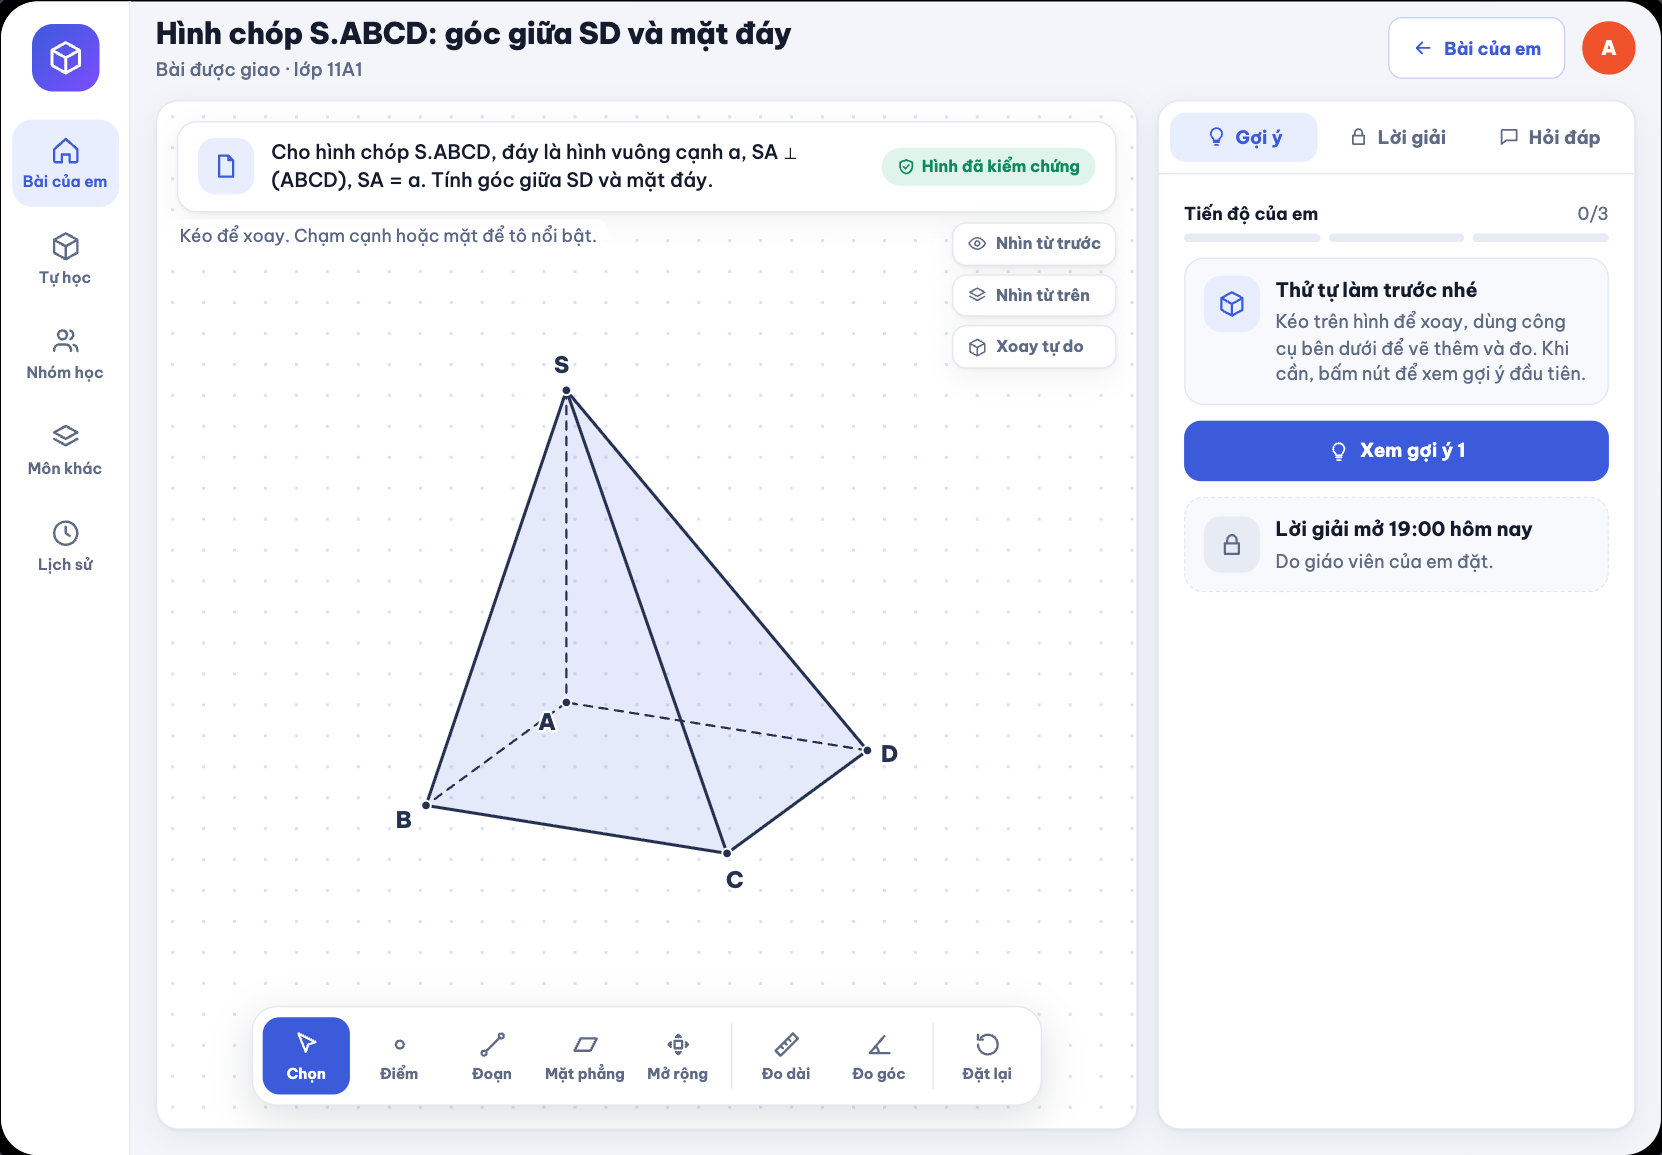 Hình chóp S.ABCD: góc giữa SD và mặt đáy
Bài được giao · lớp 11A1
Bài của em
A
Bài của em
Tự học
Nhóm học
Môn khác
Lịch sử
Cho hình chóp S.ABCD, đáy là hình vuông cạnh a, SA ⊥
(ABCD), SA = a. Tính góc giữa SD và mặt đáy.
Hình đã kiểm chứng
Kéo để xoay. Chạm cạnh hoặc mặt để tô nổi bật.
Nhìn từ trước
Nhìn từ trên
Xoay tự do
S
A
D
B
C
Chọn
Điểm
Đoạn
Mặt phẳng
Mở rộng
Đo dài
Đo góc
Đặt lại
Gợi ý
Lời giải
Hỏi đáp
Tiến độ của em
0/3
Thử tự làm trước nhé
Kéo trên hình để xoay, dùng công
cụ bên dưới để vẽ thêm và đo. Khi
cần, bấm nút để xem gợi ý đầu tiên.
Xem gợi ý 1
Lời giải mở 19:00 hôm nay
Do giáo viên của em đặt.